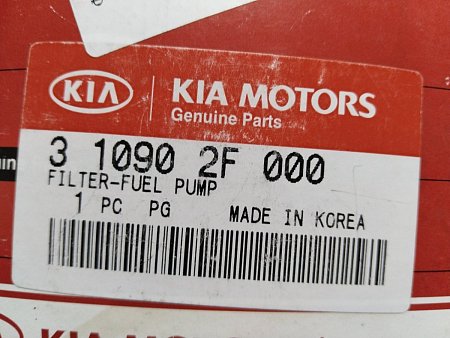 KIA
KIA MOTORS
Genuine Parts
3 1090 2F 000
FILTER-FUEL PUMP
1 PC PG MADE IN KOREA